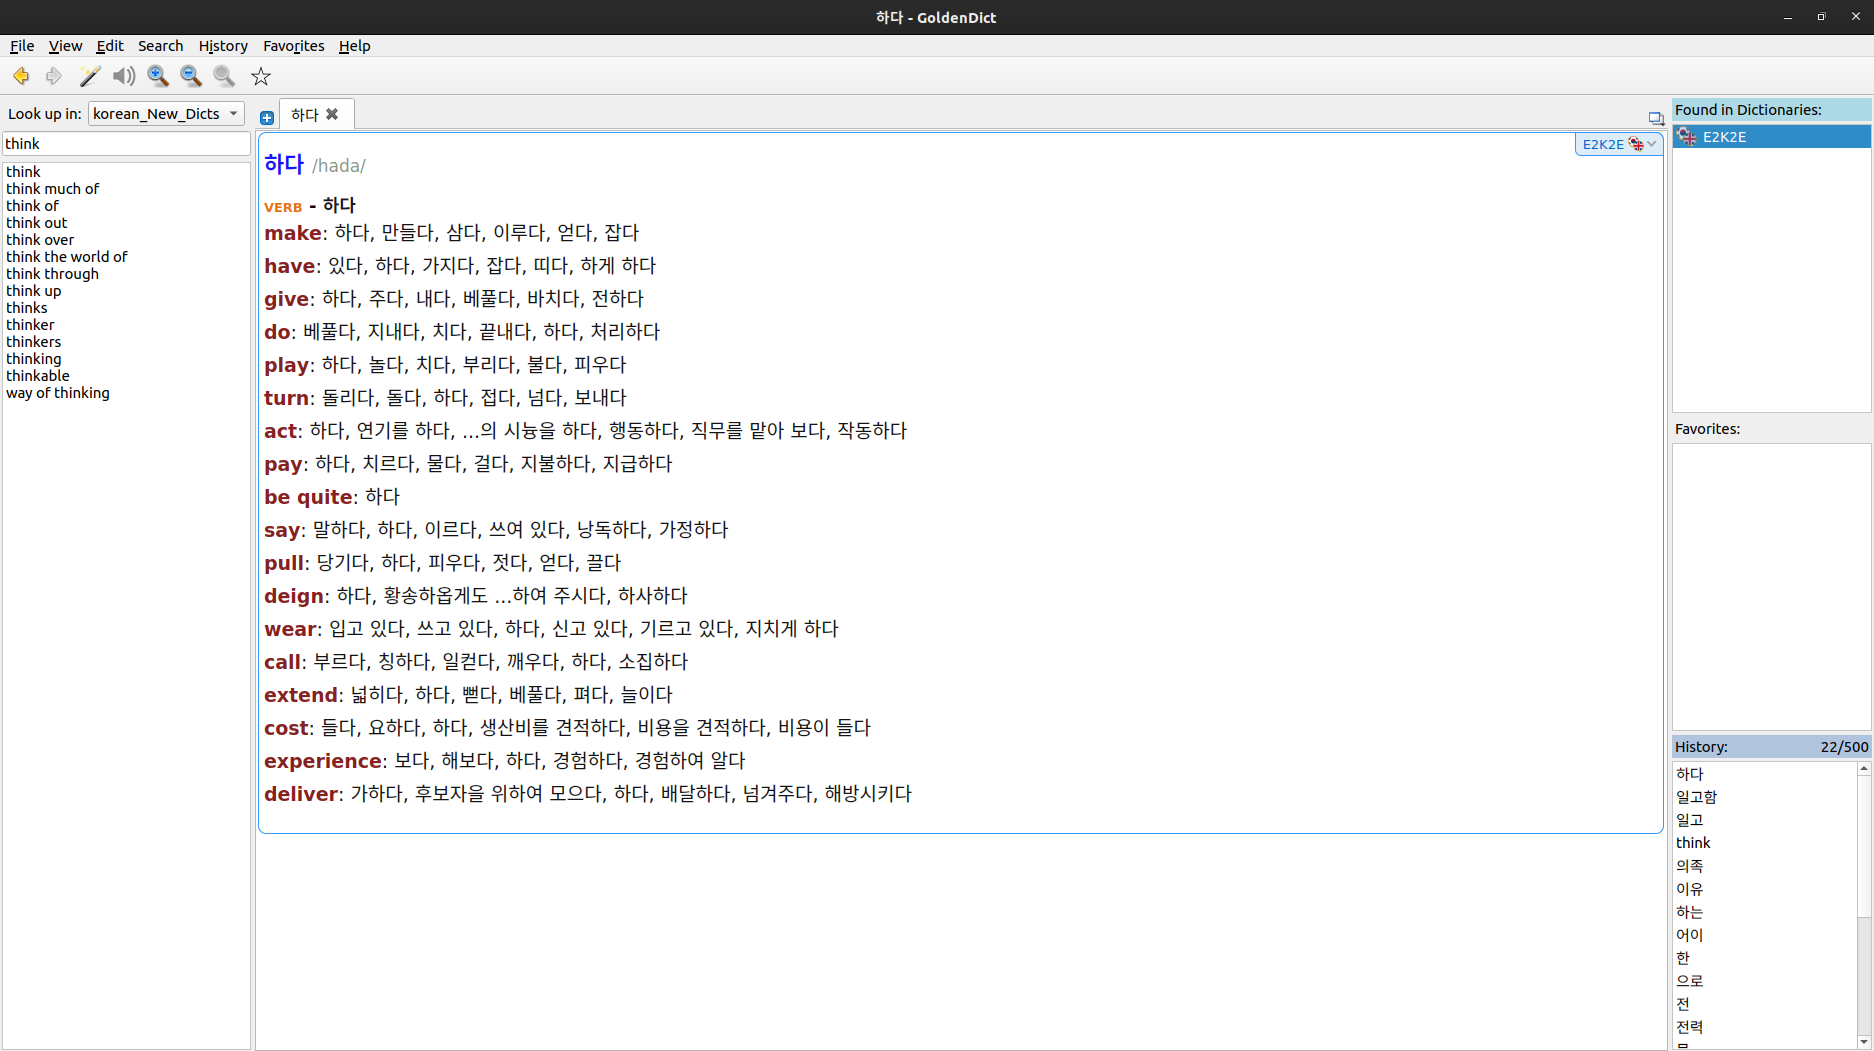 하다 - GoldenDict
File View Edit Search History Favorites Help
Look up in: korean_New_Dicts
think
think
think much of
think of
think out
think over
think the world of
think through
think up
thinks
thinker
thinkers
thinking
thinkable
way of thinking
하다
E2K2E
하다 /hada/
VERB - 하다
make: 하다, 만들다, 삼다, 이루다, 얻다, 잡다
have: 있다, 하다, 가지다, 잡다, 띠다, 하게 하다
give: 하다, 주다, 내다, 베풀다, 바치다, 전하다
do: 베풀다, 지내다, 치다, 끝내다, 하다, 처리하다
play: 하다, 놀다, 치다, 부리다, 불다, 피우다
turn: 돌리다, 돌다, 하다, 접다, 넘다, 보내다
act: 하다, 연기를 하다, ...의 시늉을 하다, 행동하다, 직무를 맡아 보다, 작동하다
pay: 하다, 치르다, 물다, 걸다, 지불하다, 지급하다
be quite: 하다
say: 말하다, 하다, 이르다, 쓰여 있다, 낭독하다, 가정하다
pull: 당기다, 하다, 피우다, 젓다, 얻다, 끌다
deign: 하다, 황송하옵게도 ...하여 주시다, 하사하다
wear: 입고 있다, 쓰고 있다, 하다, 신고 있다, 기르고 있다, 지치게 하다
call: 부르다, 칭하다, 일컫다, 깨우다, 하다, 소집하다
extend: 넓히다, 하다, 뻗다, 베풀다, 펴다, 늘이다
cost: 들다, 요하다, 하다, 생산비를 견적하다, 비용을 견적하다, 비용이 들다
experience: 보다, 해보다, 하다, 경험하다, 경험하여 알다
deliver: 가하다, 후보자을 위하여 모으다, 하다, 배달하다, 넘겨주다, 해방시키다
Found in Dictionaries:
E2K2E
Favorites:
History: 22/500
하다
일고함
일고
think
의족
이유
하는
어이
한
으로
전
전력